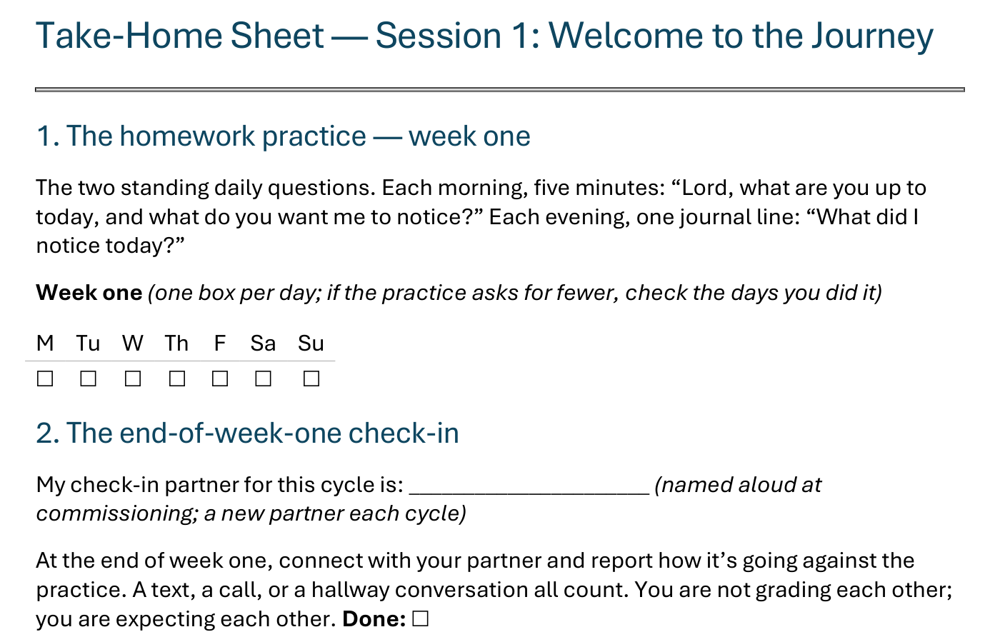 Take-Home Sheet — Session 1: Welcome to the Journey
1. The homework practice — week one
The two standing daily questions. Each morning, five minutes: “Lord, what are you up to
today, and what do you want me to notice?” Each evening, one journal line: “What did I
notice today?”
Week one (one box per day; if the practice asks for fewer, check the days you did it)
M Tu W Th F Sa Su
☐ ☐ ☐ ☐ ☐ ☐ ☐
2. The end-of-week-one check-in
My check-in partner for this cycle is: ______________________ (named aloud at
commissioning; a new partner each cycle)
At the end of week one, connect with your partner and report how it’s going against the
practice. A text, a call, or a hallway conversation all count. You are not grading each other;
you are expecting each other. Done: ☐